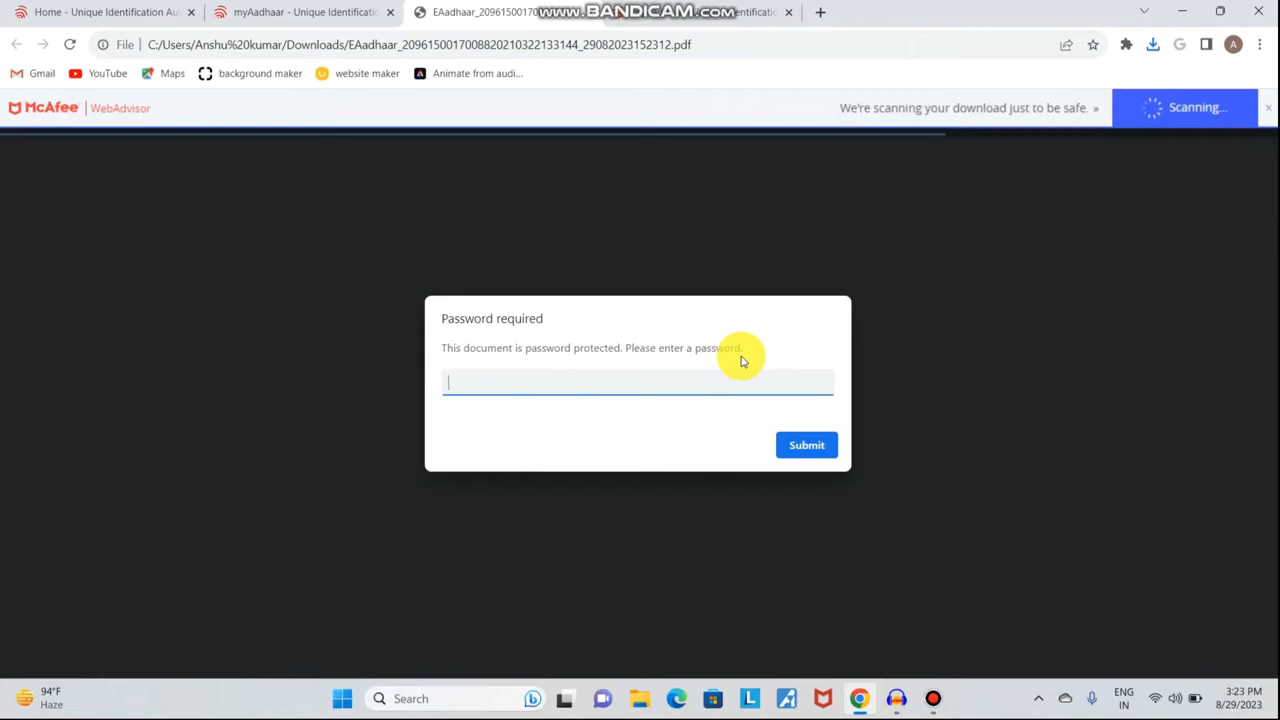 Home - Unique Identification Au
myAadhaar - Unique Identificatic
EAadhaar_2096150017
www.BANDICAM.com
File
C:/Users/Anshu%20kumar/Downloads/EAadhaar_2096150017008820210322133144_29082023152312.pdf
A
Gmail
YouTube
Maps
background maker
website maker
Animate from audi...
McAfee | WebAdvisor
We're scanning your download just to be safe. »
Scanning...
Password required
This document is password protected. Please enter a password.
Submit
94°F
Haze
Search
ENG
IN
3:23 PM
8/29/2023